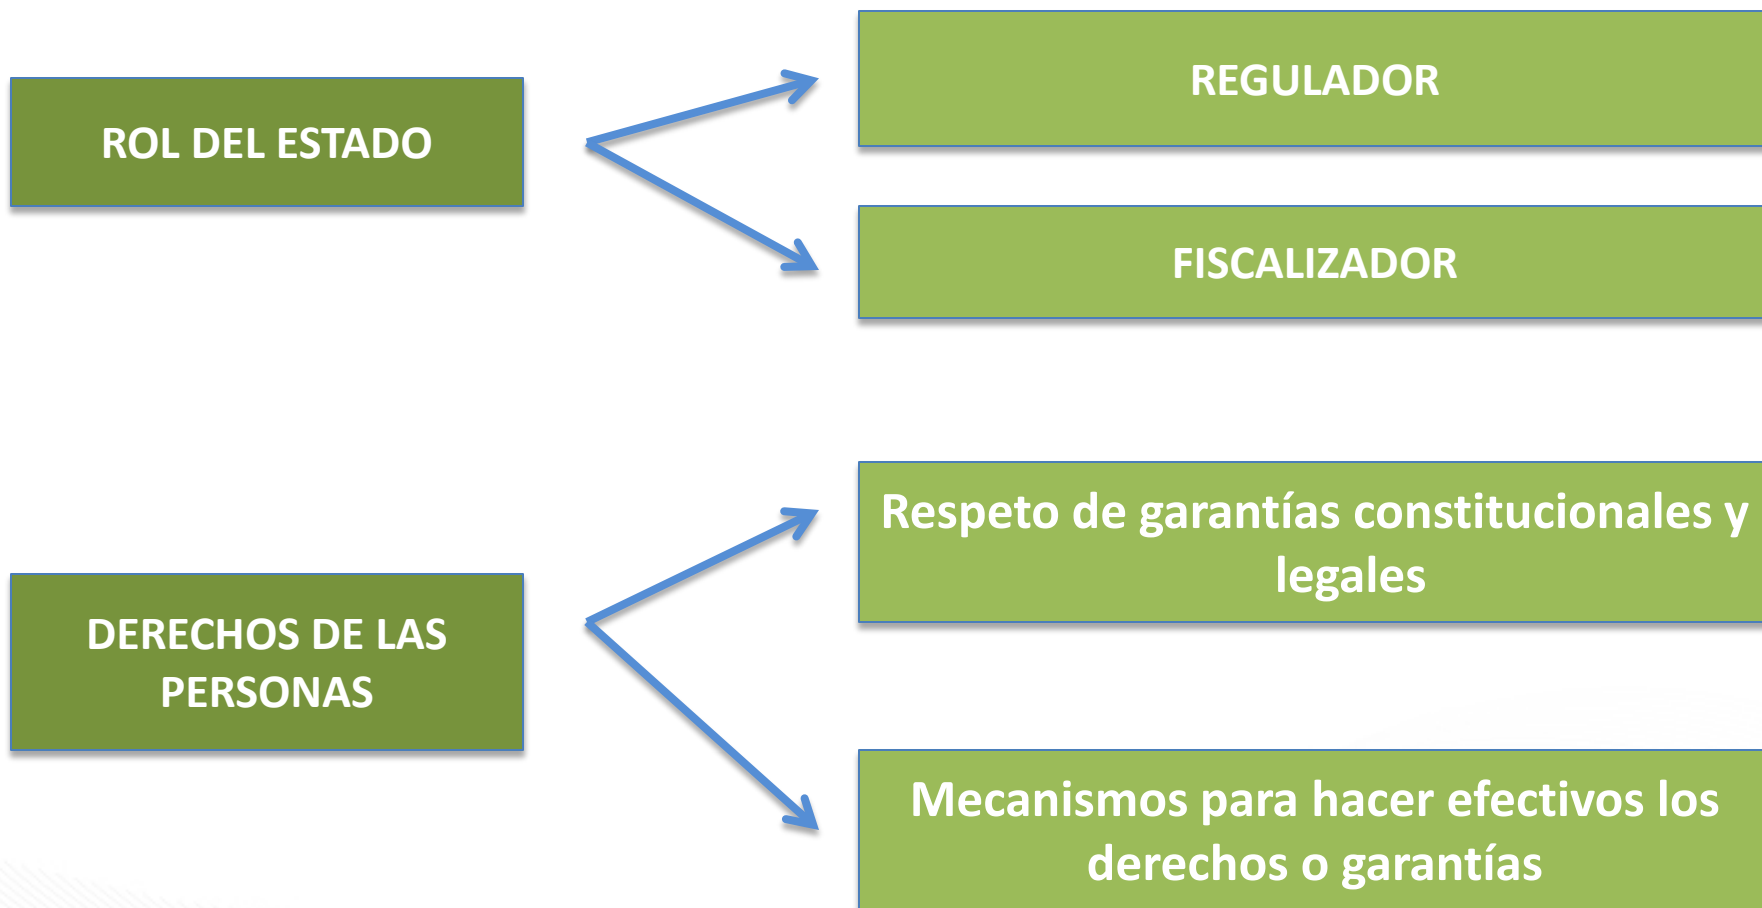 ROL DEL ESTADO
REGULADOR
FISCALIZADOR
DERECHOS DE LAS
PERSONAS
Respeto de garantías constitucionales y
legales
Mecanismos para hacer efectivos los
derechos o garantías